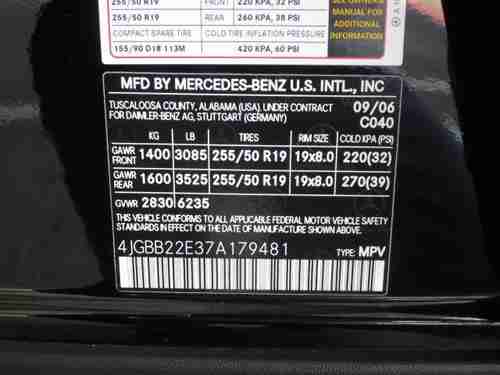 255/50 R19 220 KPA, 32 PSI
255/50 R19 REAR 260 KPA, 38 PSI
SEE OWNER'S MANUAL FOR ADDITIONAL INFORMATION
COMPACT SPARE TIRE COLD TIRE INFLATION PRESSURE
155/90 D1# 113M 420 KPA, 60 PSI
MFD BY MERCEDES-BENZ U.S. INTL., INC
TUSCALOOSA COUNTY, ALABAMA (USA), UNDER CONTRACT 09/06
FOR DAIMLER-BENZ AG, STUTTGART (GERMANY) C040
KG LB TIRES RIM SIZE COLD KPA (PSI)
GAWR FRONT 1400 3085 255/50 R19 19x8.0 220(32)
GAWR REAR 1600 3525 255/50 R19 19x8.0 270(39)
GVWR 2830 6235
THIS VEHICLE CONFORMS TO ALL APPLICABLE FEDERAL MOTOR VEHICLE SAFETY
STANDARDS IN EFFECT ON THE DATE OF MANUFACTURE SHOWN ABOVE.
4JGBB22E37A179481 TYPE: MPV